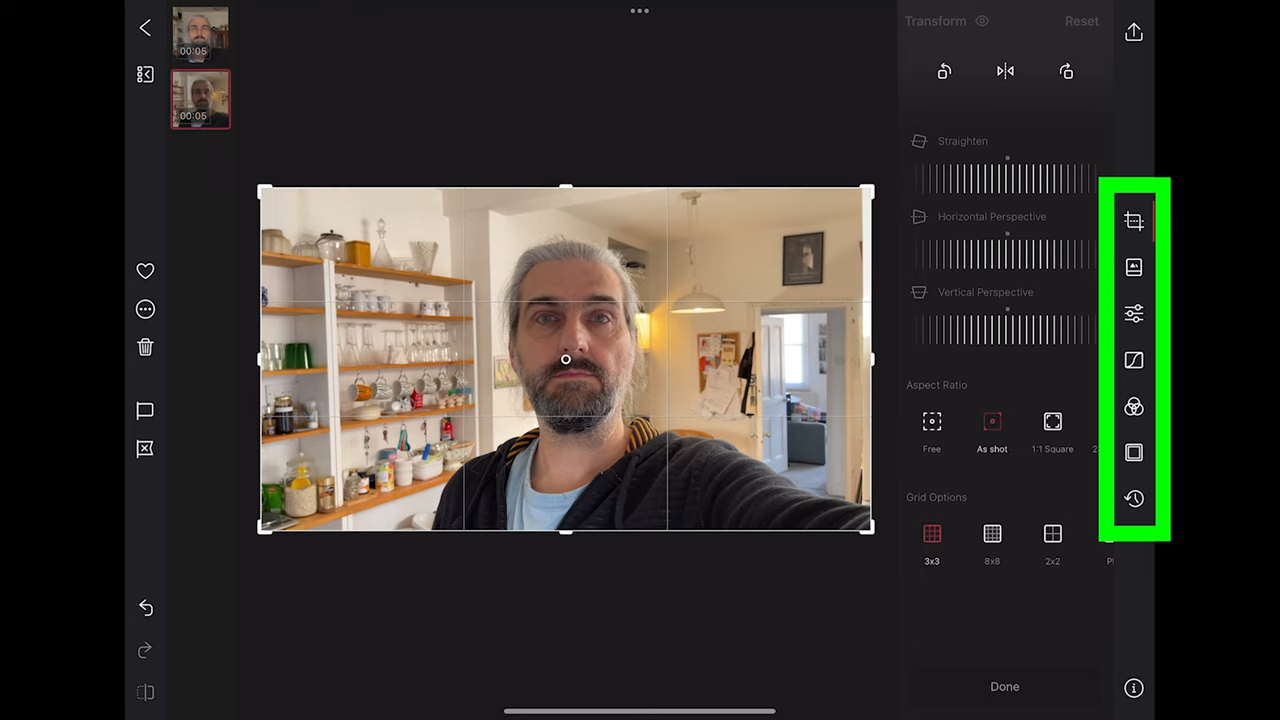 00:05
00:05
Transform
Reset
Straighten
Horizontal Perspective
Vertical Perspective
Aspect Ratio
Free
As shot
1:1 Square
2
Grid Options
3x3
8x8
2x2
Done